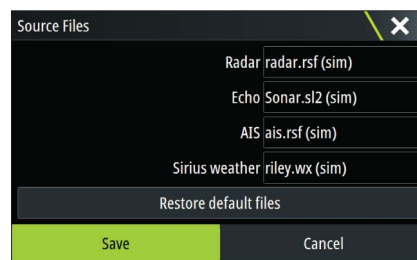 Source Files
Radar radar.rsf (sim)
Echo Sonar.sl2 (sim)
AIS ais.rsf (sim)
Sirius weather riley.wx (sim)
Restore default files
Save Cancel